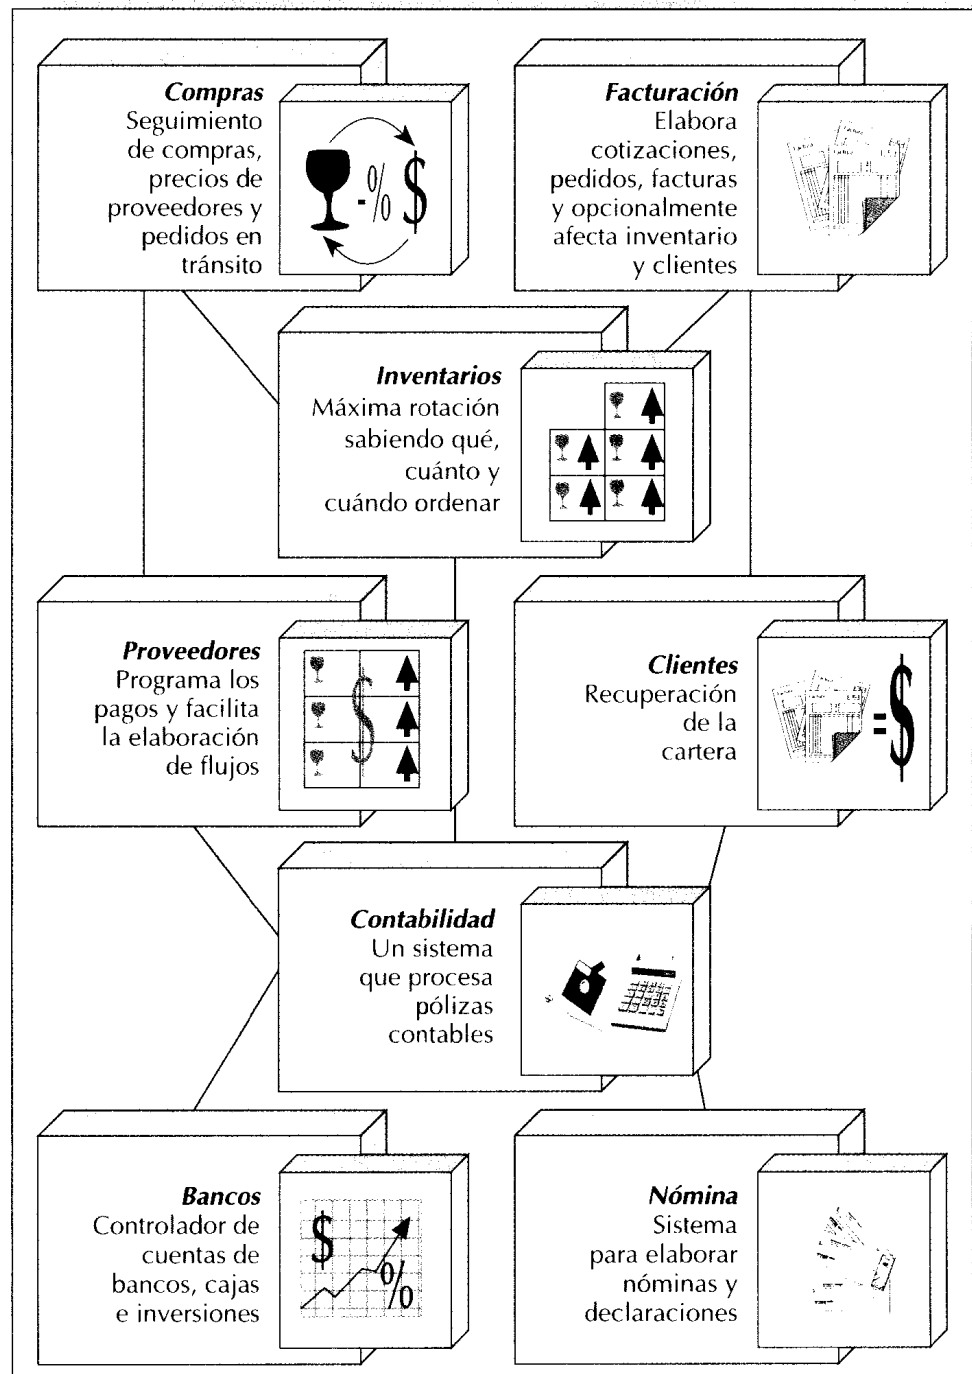 Compras
Seguimiento
de compras,
precios de
proveedores y
pedidos en
tránsito
- % $
Facturación
Elabora
cotizaciones,
pedidos, facturas
y opcionalmente
afecta inventario
y clientes
Inventarios
Máxima rotación
sabiendo qué,
cuánto y
cuándo ordenar
Proveedores
Programa los
pagos y facilita
la elaboración
de flujos
$
Clientes
Recuperación
de la
cartera
= $
Contabilidad
Un sistema
que procesa
pólizas
contables
Bancos
Controlador de
cuentas de
bancos, cajas
e inversiones
$
%
Nómina
Sistema
para elaborar
nóminas y
declaraciones